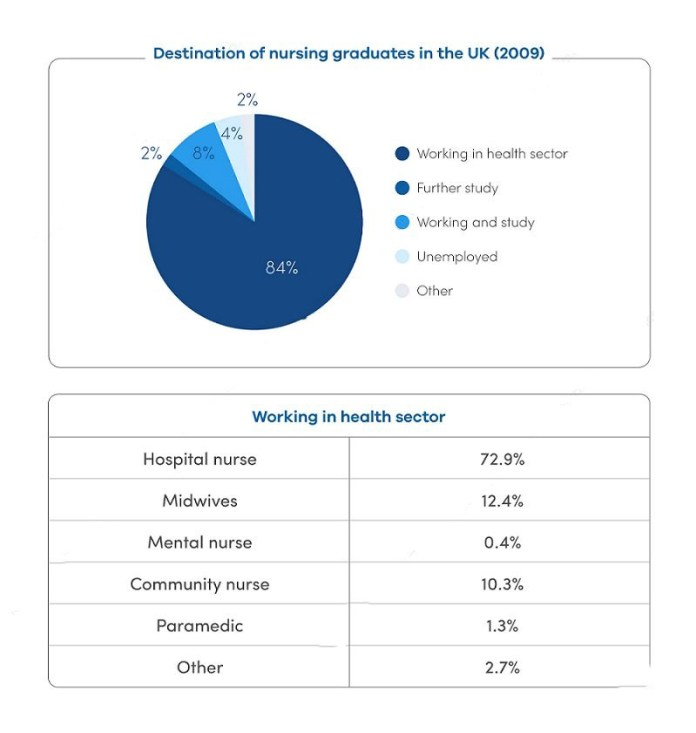 Destination of nursing graduates in the UK (2009)
2%
4%
8%
2%
84%
Working in health sector
Further study
Working and study
Unemployed
Other
Working in health sector
Hospital nurse 72.9%
Midwives 12.4%
Mental nurse 0.4%
Community nurse 10.3%
Paramedic 1.3%
Other 2.7%